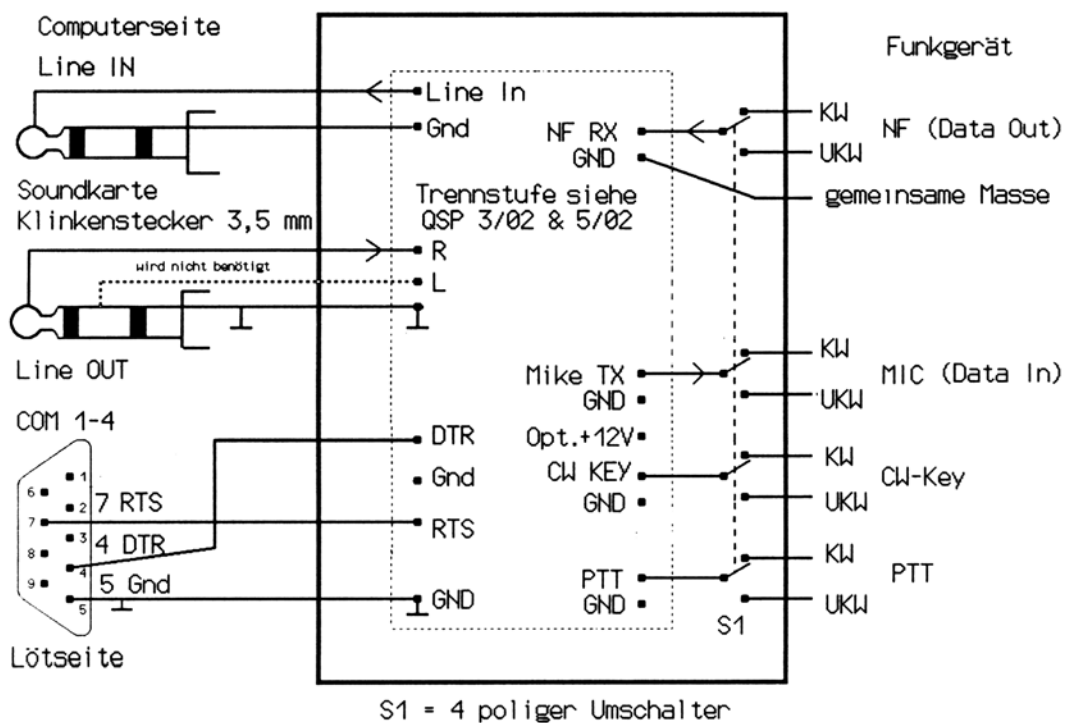 Computerseite
Line IN
Soundkarte
Klinkenstecker 3,5 mm
wird nicht benötigt
Line OUT
COM 1-4
1
6
2
7 RTS
7
3
4 DTR
8
4
9
5 Gnd
5
Lötseite
Line In
Gnd
Trennstufe siehe
QSP 3/02 & 5/02
R
L
DTR
Gnd
RTS
GND
NF RX
GND
Mike TX
GND
Opt.+12V
CW KEY
GND
PTT
GND
S1
Funkgerät
KW
NF (Data Out)
UKW
gemeinsame Masse
KW
MIC (Data In)
UKW
KW
CW-Key
UKW
KW
PTT
UKW
S1 = 4 poliger Umschalter